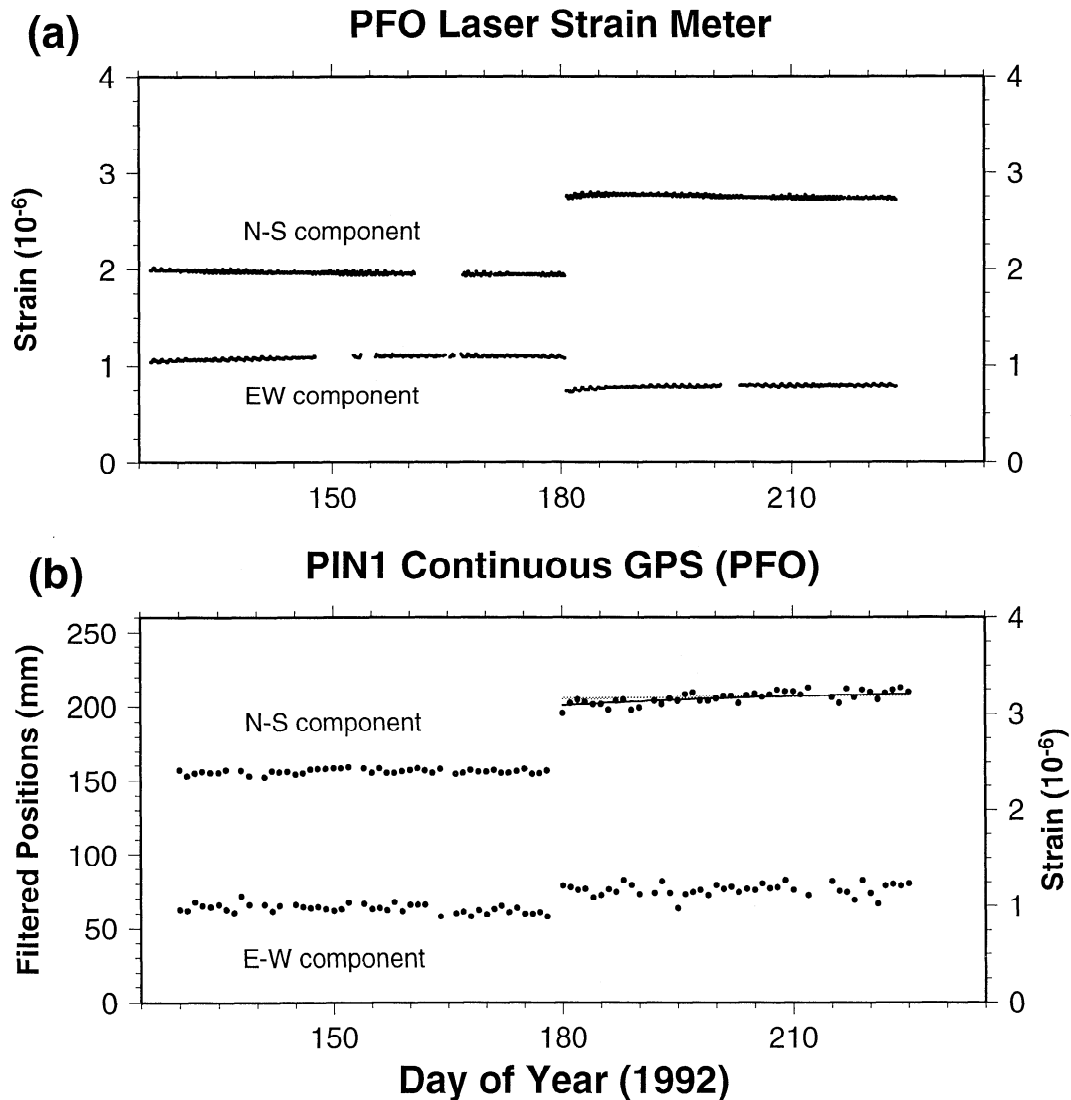 (a)
PFO Laser Strain Meter
4
3
2
1
0
Strain (10-6)
N-S component
EW component
4
3
2
1
0
150
180
210
(b)
PIN1 Continuous GPS (PFO)
250
200
150
100
50
0
Filtered Positions (mm)
N-S component
E-W component
4
3
2
1
0
Strain (10-6)
150
180
210
Day of Year (1992)